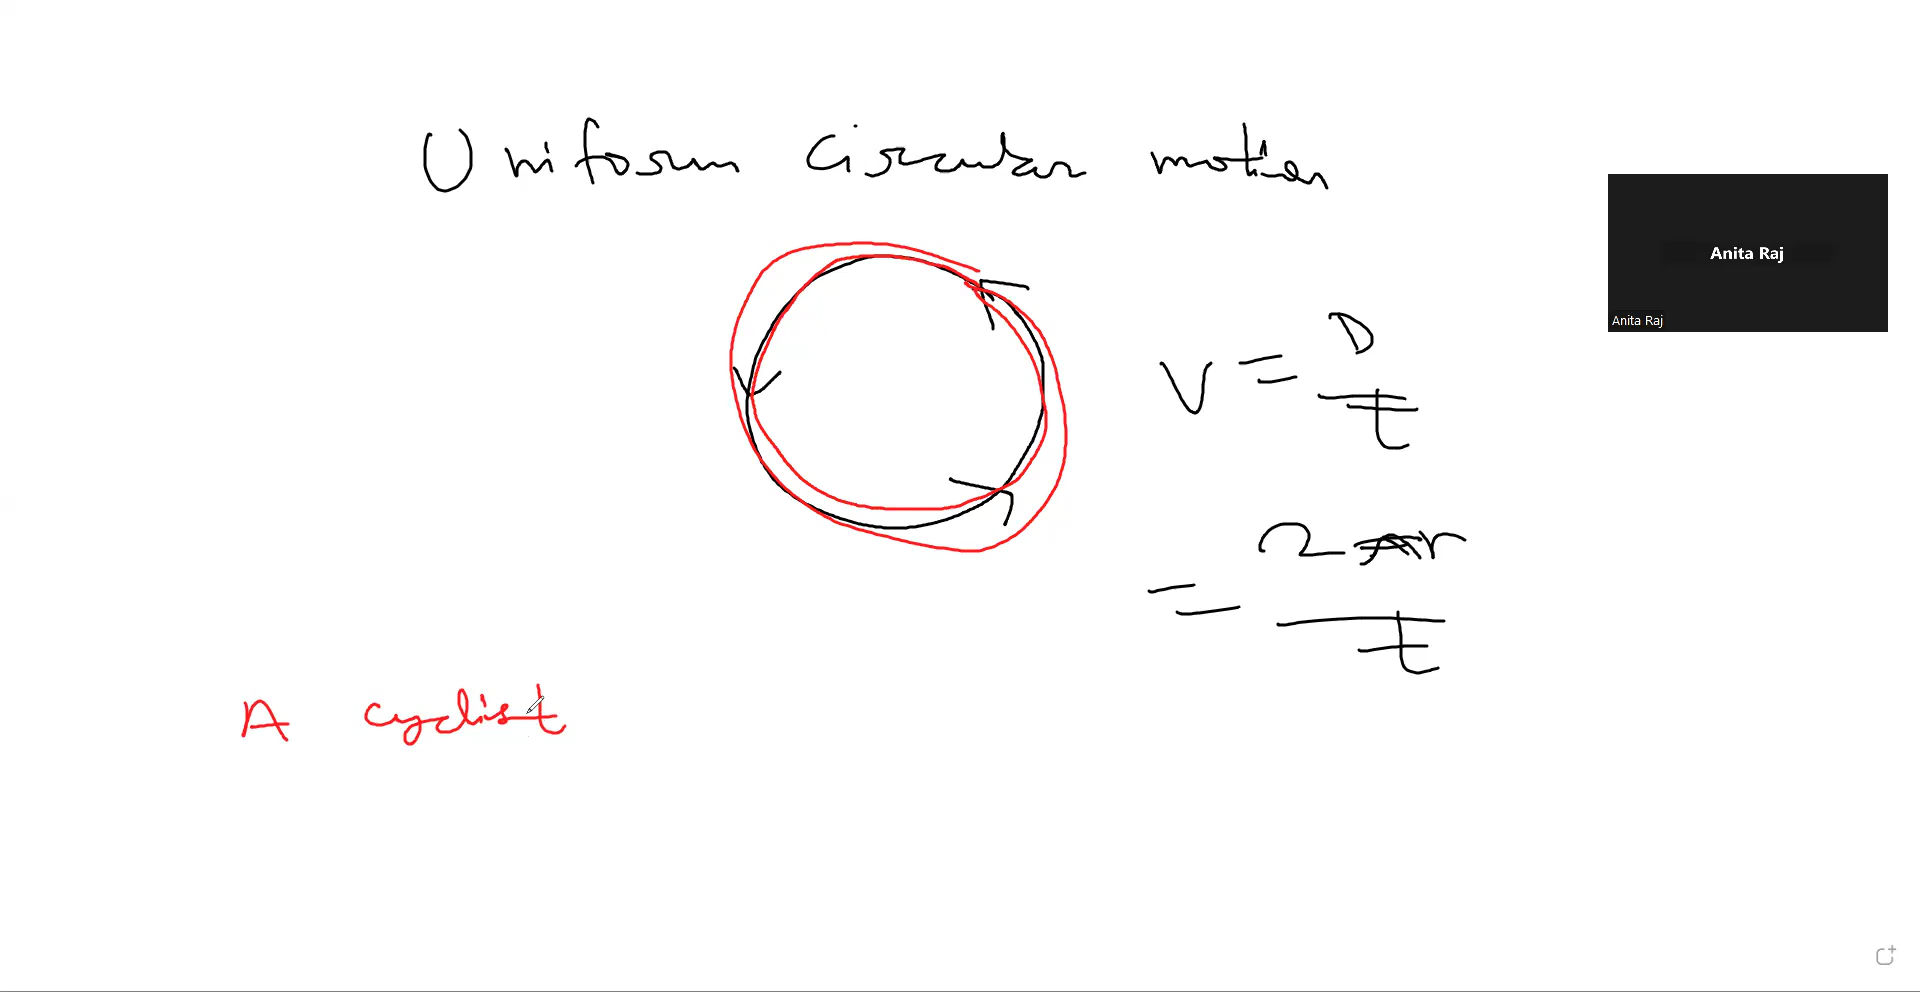 Uniform circular motion
Anita Raj
Anita Raj
V = D
t
= 2πr
t
A cyclist